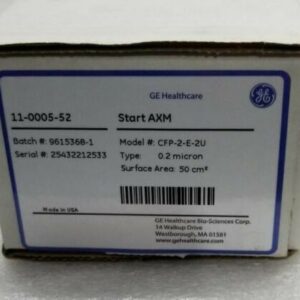 GE Healthcare
11-0005-52
Start AXM
Batch #: 9615368-1
Serial #: 25432212533
Model #: CFP-2-E-2U
Type: 0.2 micron
Surface Area: 50 cm²
Made in USA
GE Healthcare Bio-Sciences Corp.
14 Walkup Drive
Westborough, MA 01581
www.gehealthcare.com